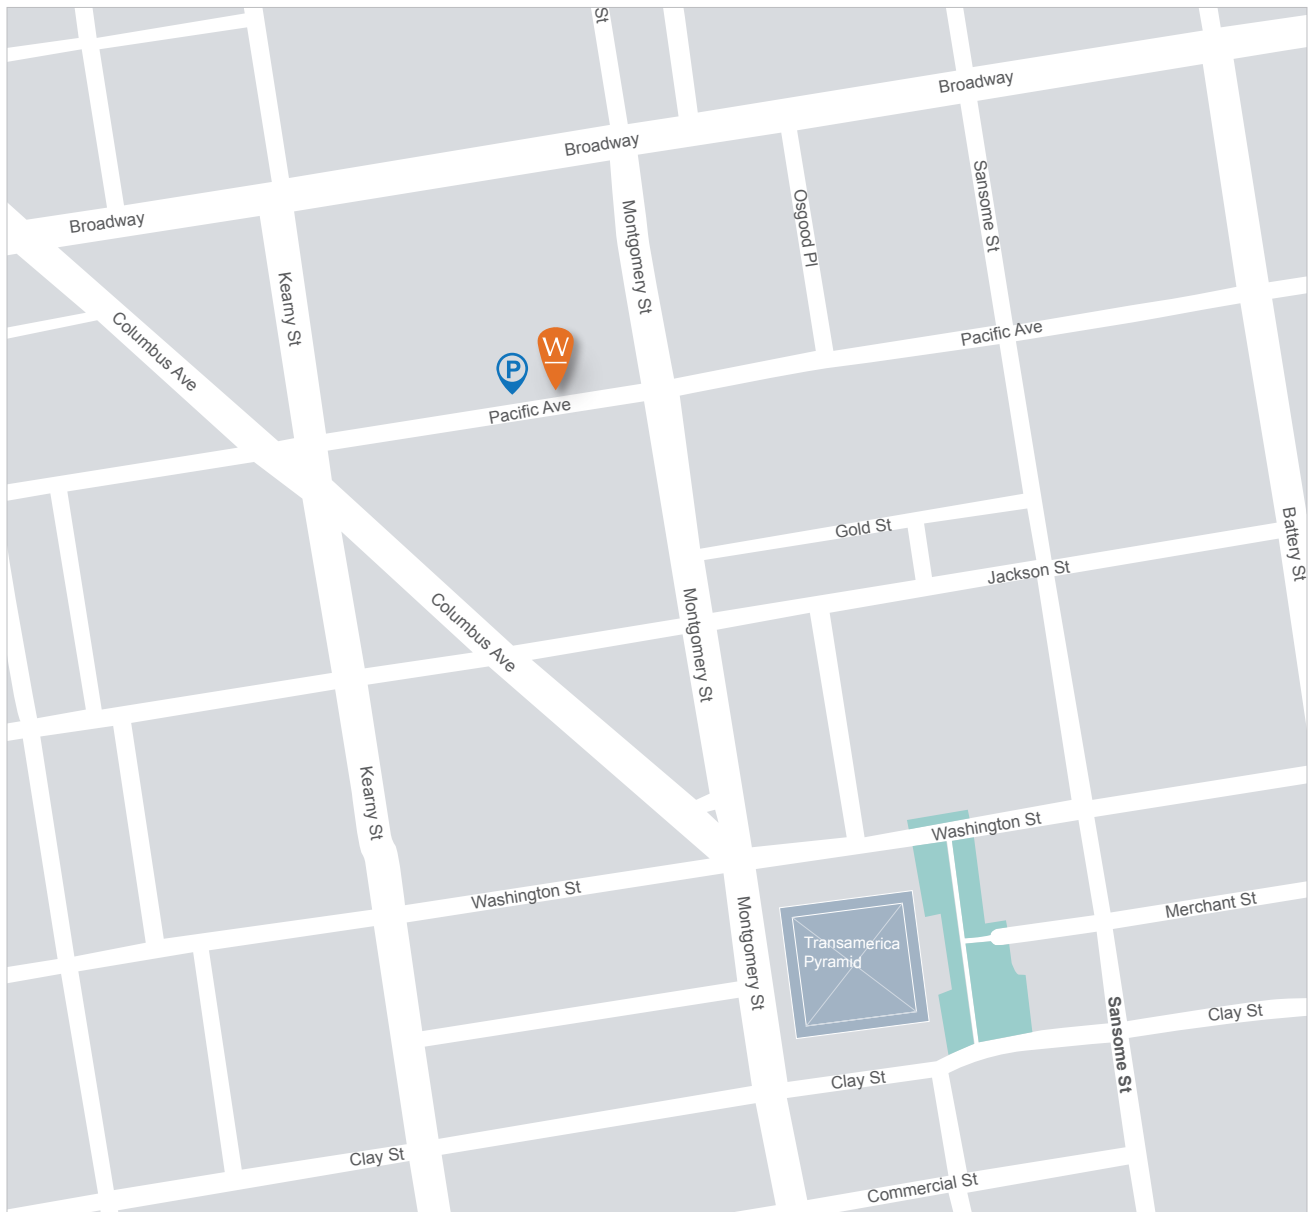 St
Broadway
Broadway
Broadway
Sansome St
Osgood Pl
Montgomery St
Kearny St
Columbus Ave
Pacific Ave
W
P
Pacific Ave
Gold St
Battery St
Jackson St
Columbus Ave
Montgomery St
Kearny St
Washington St
Washington St
Merchant St
Montgomery St
Transamerica
Pyramid
Sansome St
Clay St
Clay St
Clay St
Commercial St